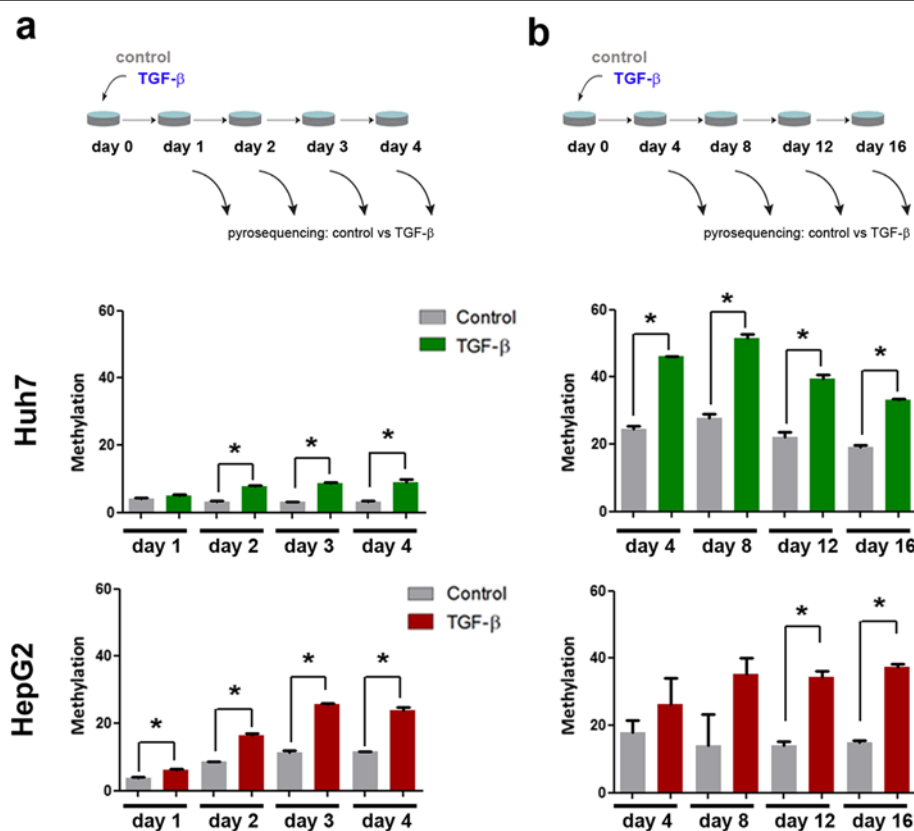 a
control
TGF-β
day 0 day 1 day 2 day 3 day 4
pyrosequencing: control vs TGF-β
b
control
TGF-β
day 0 day 4 day 8 day 12 day 16
pyrosequencing: control vs TGF-β
Huh7
Methylation
60
40
20
0
* * *
Control
TGF-β
day 1 day 2 day 3 day 4
Methylation
60
40
20
0
* * * *
day 4 day 8 day 12 day 16
HepG2
Methylation
60
40
20
0
* * * *
Control
TGF-β
day 1 day 2 day 3 day 4
Methylation
60
40
20
0
* *
day 4 day 8 day 12 day 16